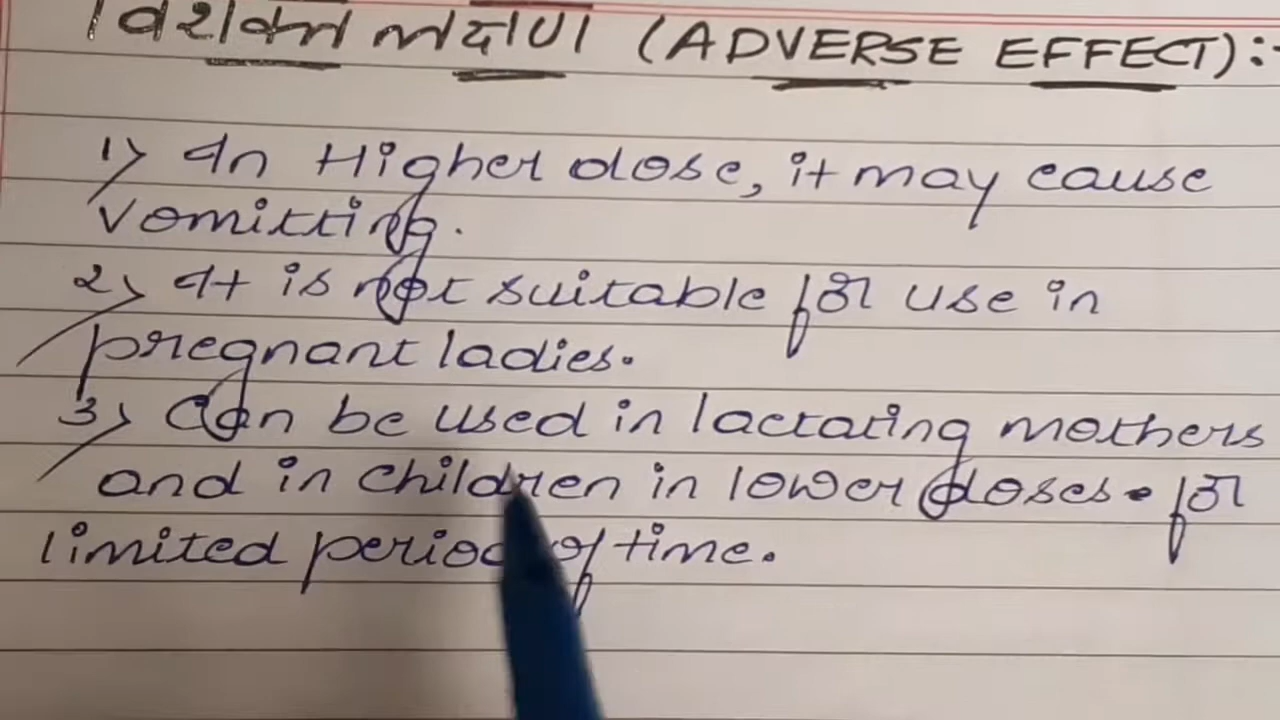 (ADVERSE EFFECT):-
1) In Higher dose, it may cause
vomitting.
2) It is not suitable for use in
pregnant ladies.
3) Can be used in lactating mothers
and in children in lower doses. for
limited period of time.